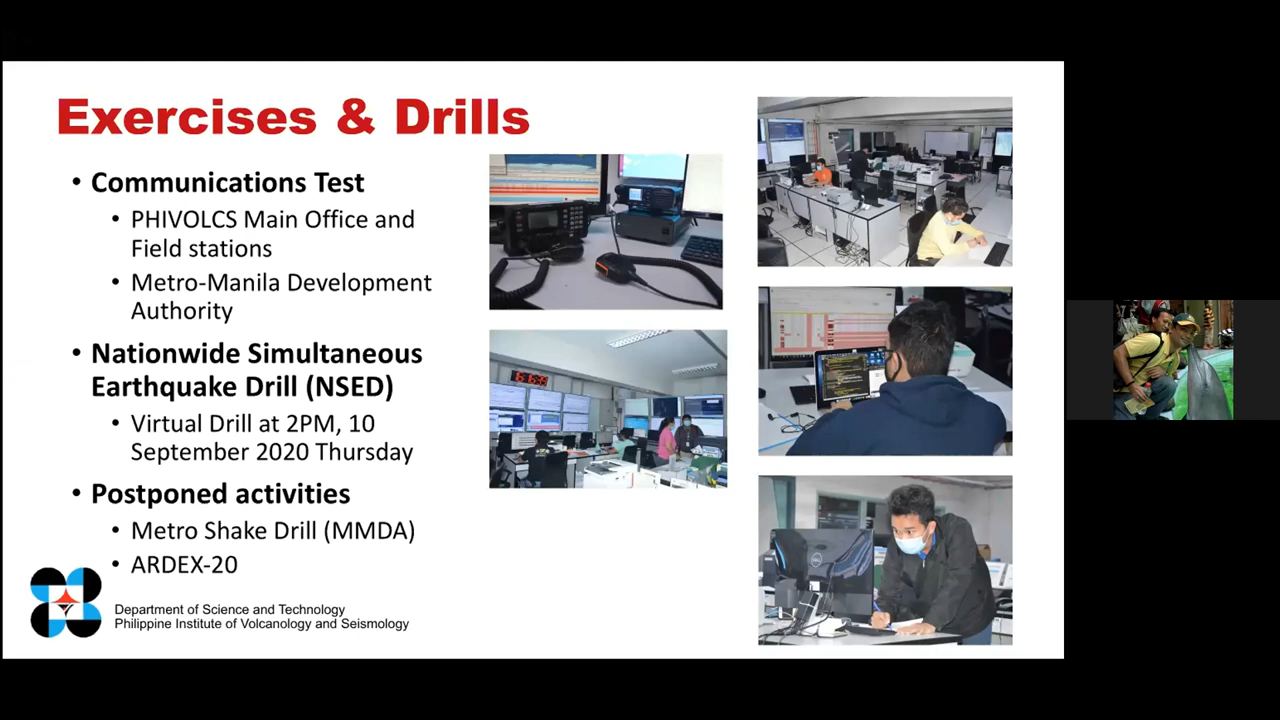 Exercises & Drills
• Communications Test
• PHIVOLCS Main Office and
Field stations
• Metro-Manila Development
Authority
• Nationwide Simultaneous
Earthquake Drill (NSED)
• Virtual Drill at 2PM, 10
September 2020 Thursday
• Postponed activities
• Metro Shake Drill (MMDA)
• ARDEX-20
Department of Science and Technology
Philippine Institute of Volcanology and Seismology